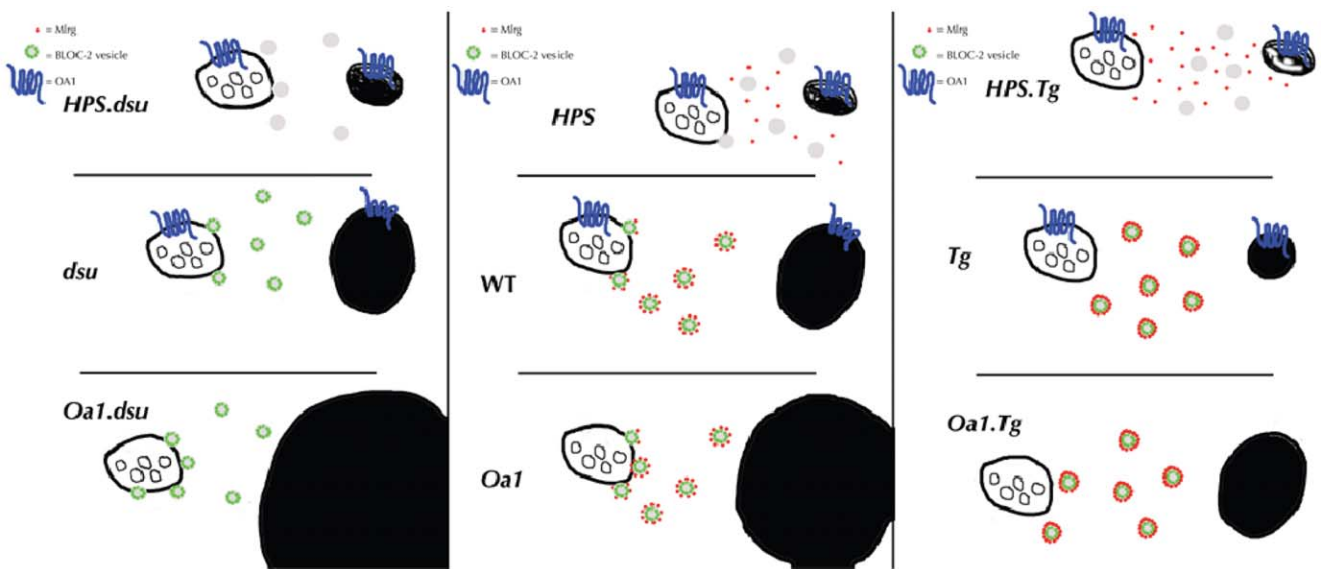 = Mlrg
= BLOC-2 vesicle
= OA1
HPS.dsu
dsu
Oa1.dsu
= Mlrg
= BLOC-2 vesicle
= OA1
HPS
WT
Oa1
= Mlrg
= BLOC-2 vesicle
= OA1
HPS.Tg
Tg
Oa1.Tg